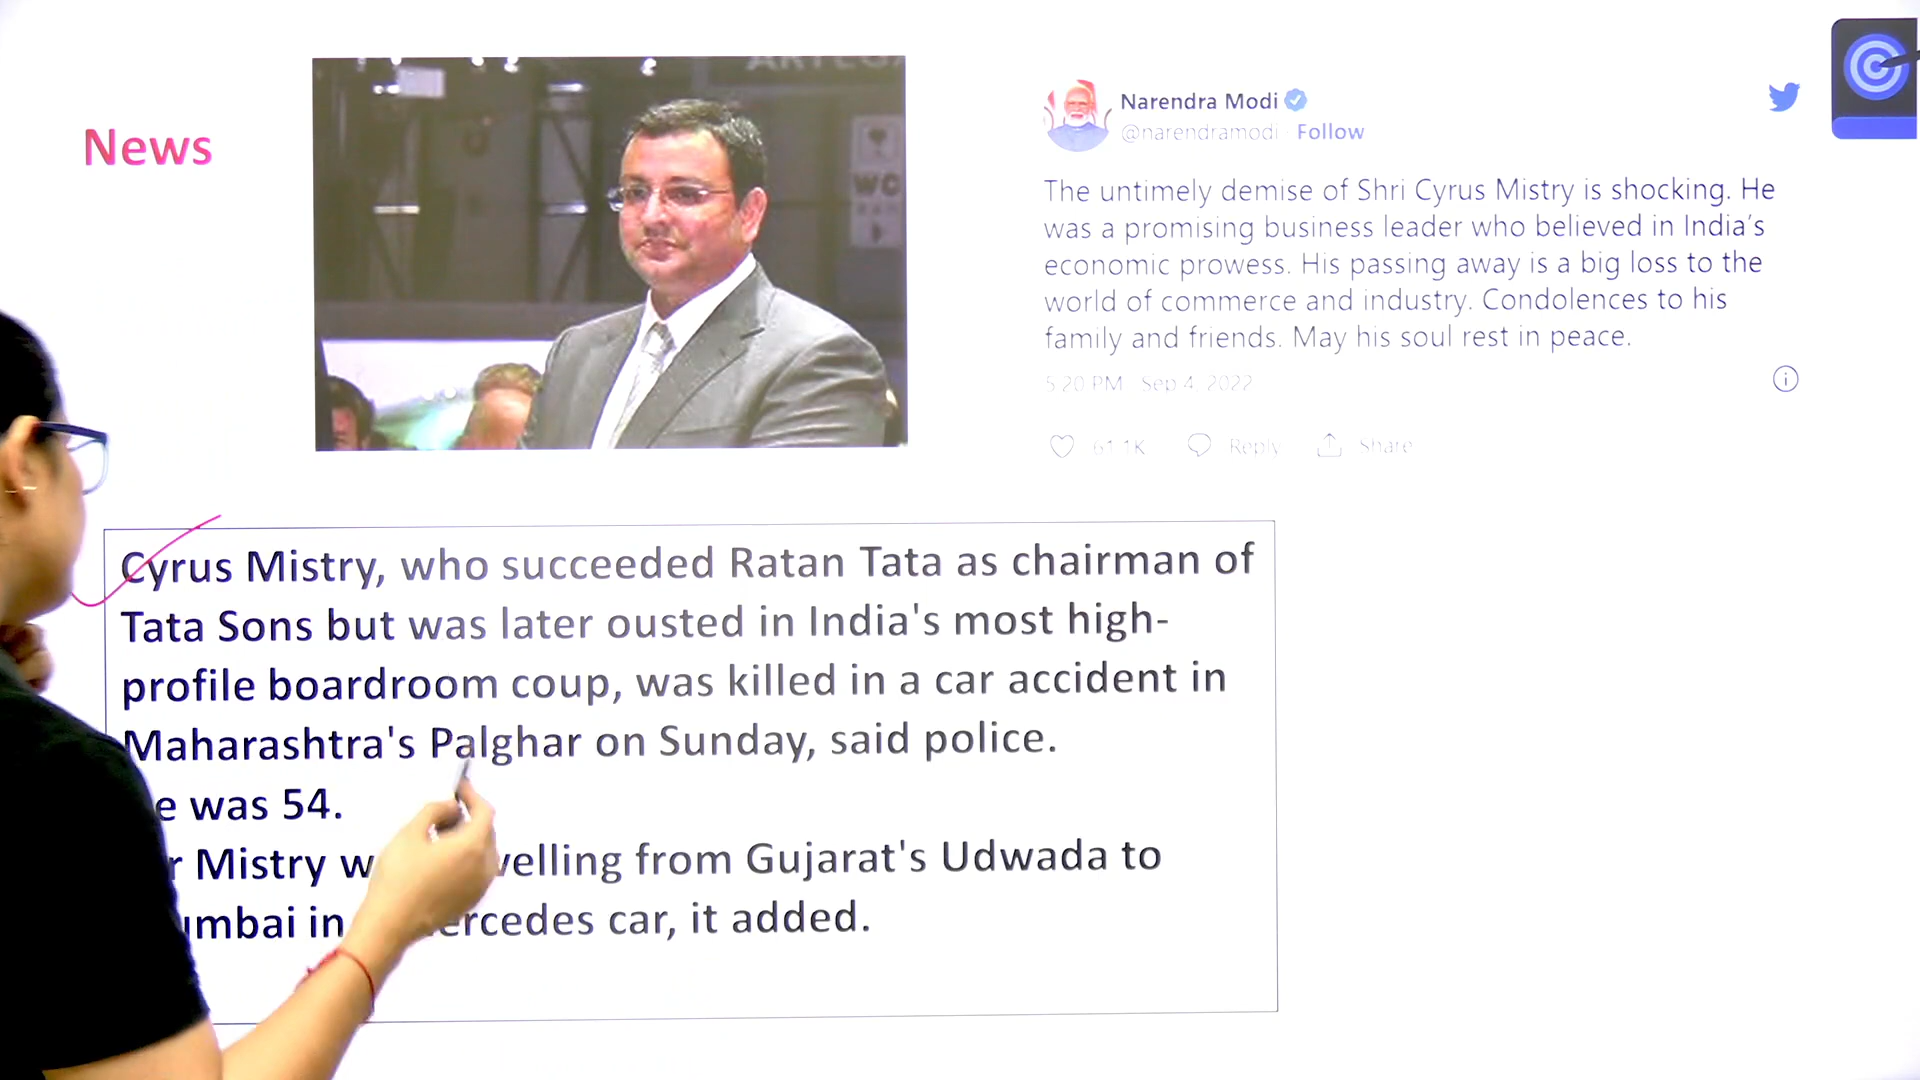 News
ARTEGA
WC
Narendra Modi
@narendramodi · Follow
The untimely demise of Shri Cyrus Mistry is shocking. He
was a promising business leader who believed in India's
economic prowess. His passing away is a big loss to the
world of commerce and industry. Condolences to his
family and friends. May his soul rest in peace.
5:20 PM · Sep 4, 2022
61.1K Reply Share
Cyrus Mistry, who succeeded Ratan Tata as chairman of
Tata Sons but was later ousted in India's most high-
profile boardroom coup, was killed in a car accident in
Maharashtra's Palghar on Sunday, said police.
e was 54.
r Mistry w velling from Gujarat's Udwada to
umbai in ercedes car, it added.